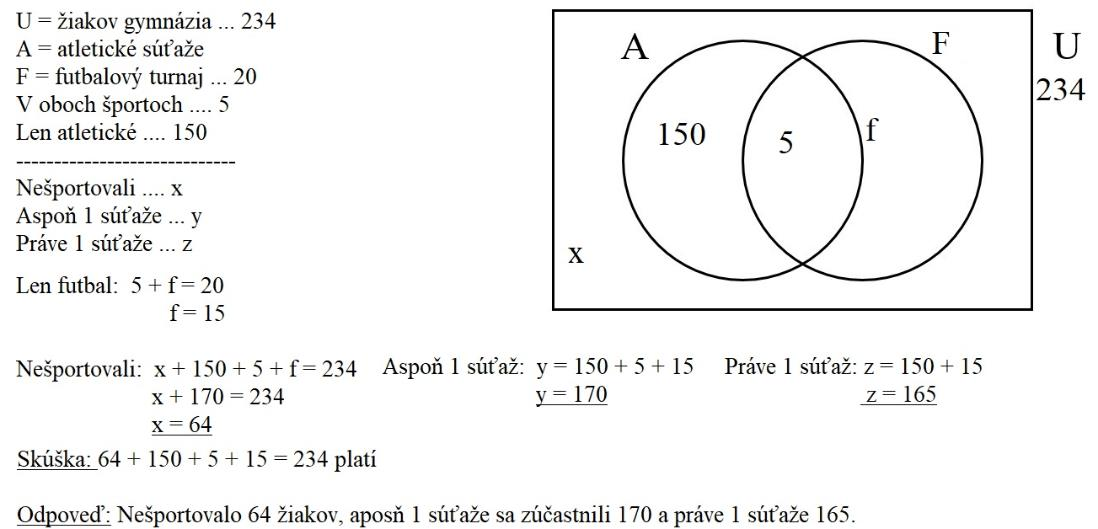 U = žiakov gymnázia ... 234
A = atletické súťaže
F = futbalový turnaj ... 20
V oboch športoch .... 5
Len atletické .... 150
-----------------------------
Nešportovali .... x
Aspoň 1 súťaže ... y
Práve 1 súťaže ... z
Len futbal: 5 + f = 20
f = 15
A
F
U
234
150
5
f
x
Nešportovali: x + 150 + 5 + f = 234
x + 170 = 234
x = 64
Aspoň 1 súťaž: y = 150 + 5 + 15
y = 170
Práve 1 súťaž: z = 150 + 15
z = 165
Skúška: 64 + 150 + 5 + 15 = 234 platí
Odpoveď: Nešportovalo 64 žiakov, aposň 1 súťaže sa zúčastnili 170 a práve 1 súťaže 165.